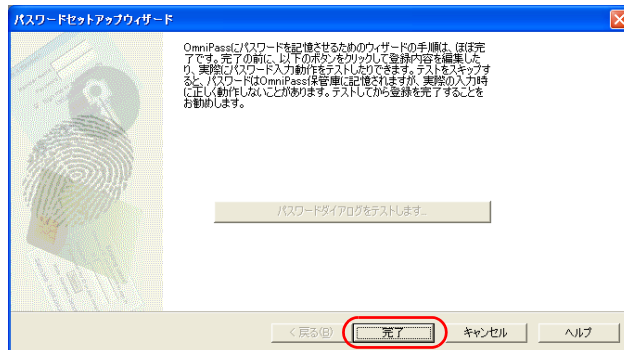 パスワードセットアップウィザード
OmniPassにパスワードを記憶させるためのウィザードの手順は、ほぼ完
了です。完了の前に、以下のボタンをクリックして登録内容を編集した
り、実際にパスワード入力動作をテストしたりできます。テストをスキップす
ると、パスワードはOmniPass保管庫に記憶されますが、実際の入力時
に正しく動作しないことがあります。テストしてから登録を完了することを
お勧めします。
パスワードダイアログをテストします...
< 戻る(B)
完了
キャンセル
ヘルプ